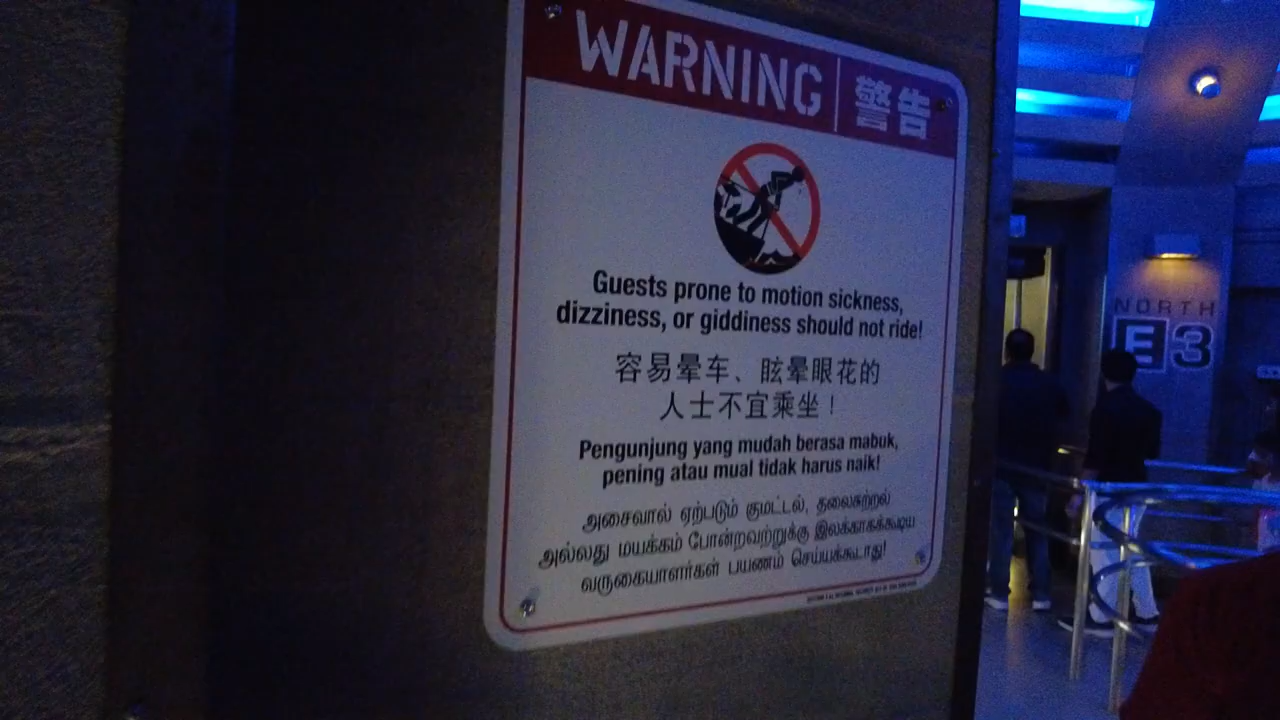 WARNING 警告
Guests prone to motion sickness,
dizziness, or giddiness should not ride!
容易晕车、眩晕眼花的
人士不宜乘坐！
Pengunjung yang mudah berasa mabuk,
pening atau mual tidak harus naik!
அசைவால் ஏற்படும் குமட்டல், தலைசுற்றல்
அல்லது மயக்கம் போன்றவற்றுக்கு இலக்காகக்கூடிய
வருகையாளர்கள் பயணம் செய்யக்கூடாது!
NORTH
E3